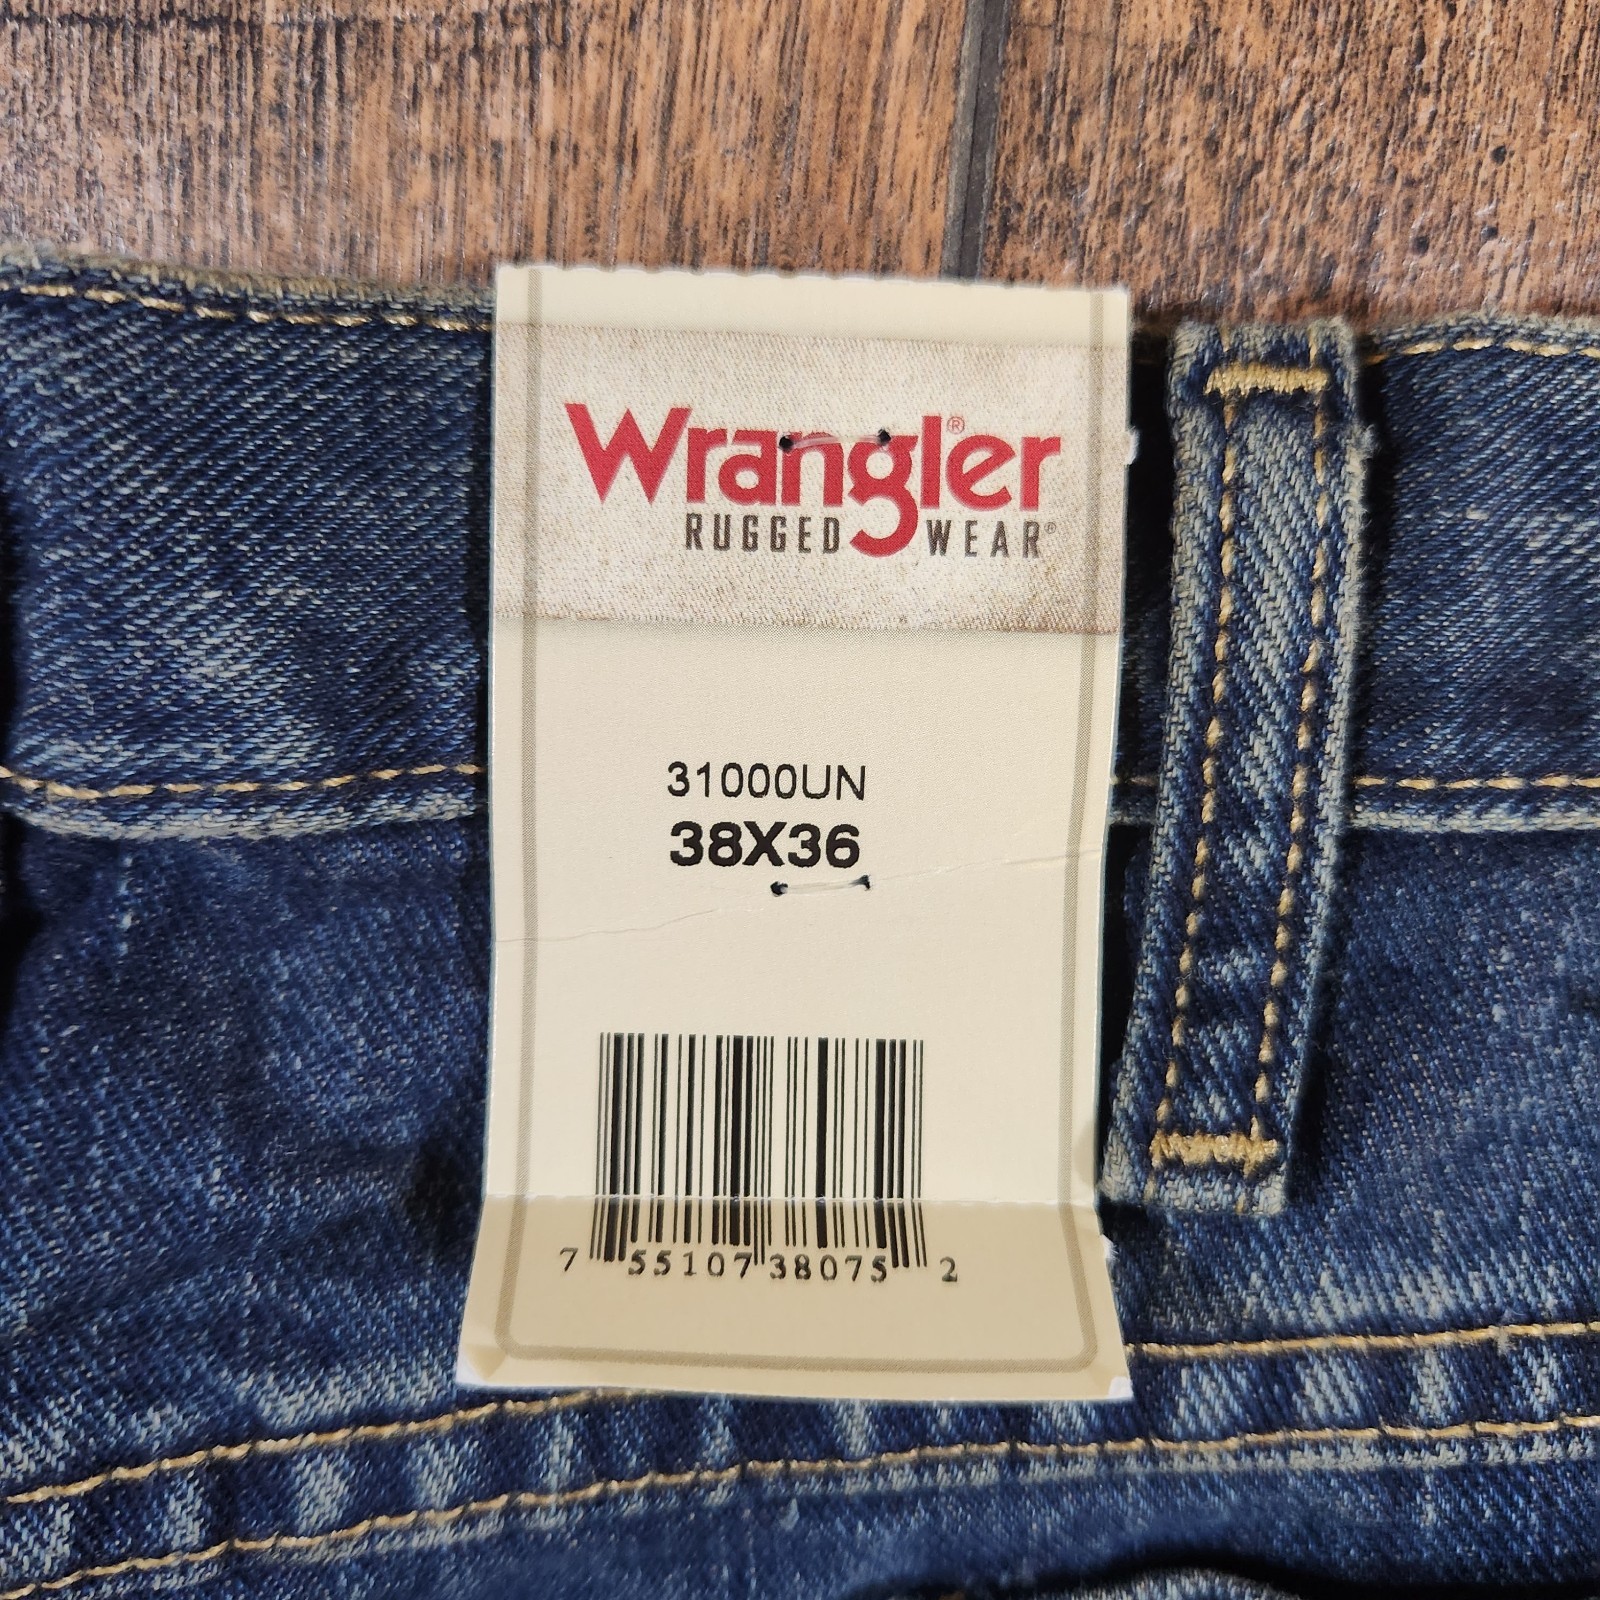 Wrangler®
RUGGED WEAR®
31000UN
38X36
7 55107 38075 2